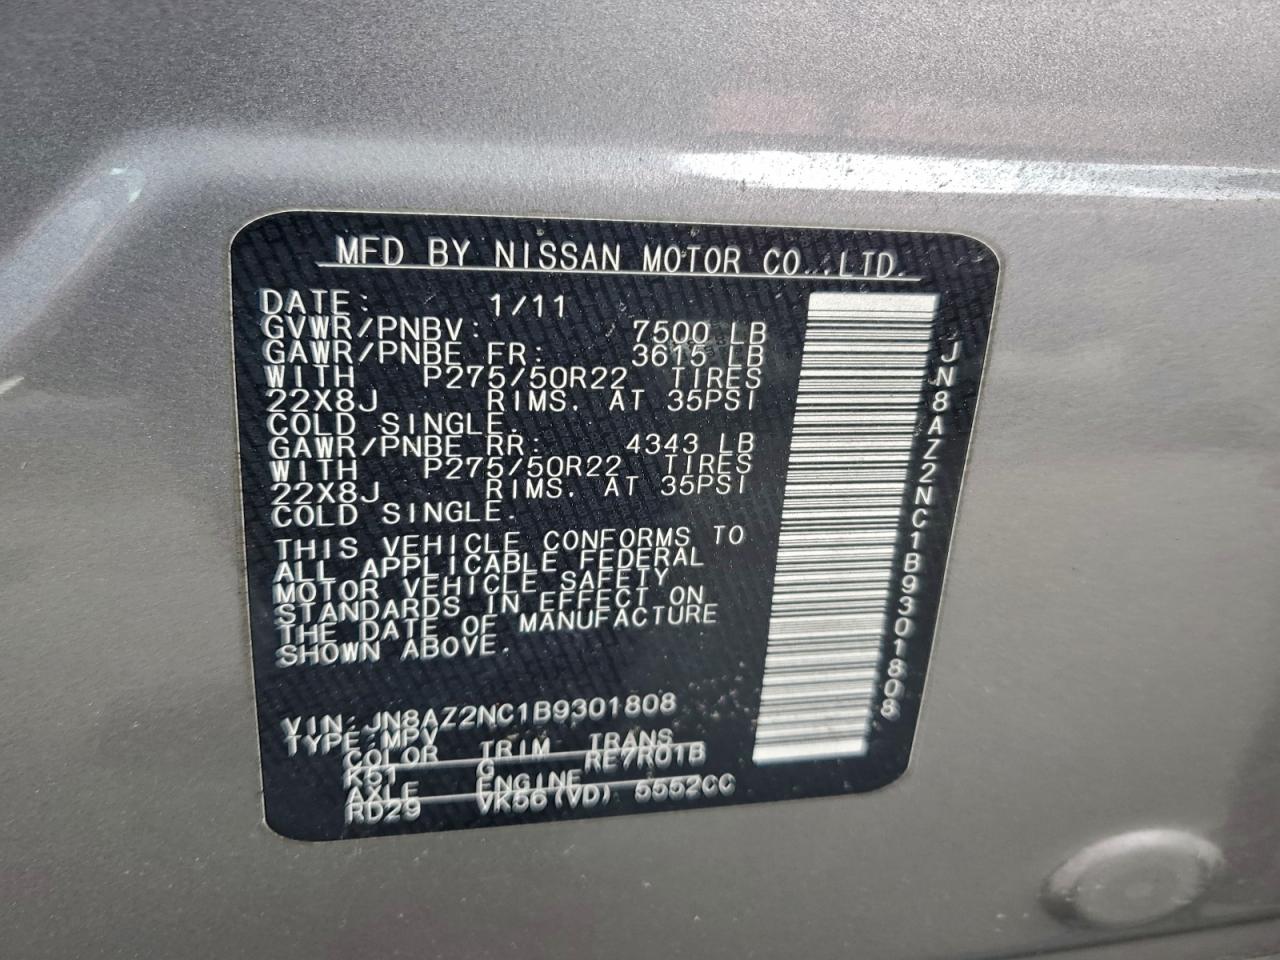 MFD BY NISSAN MOTOR CO.,LTD.
DATE: 1/11
GVWR/PNBV: 7500 LB
GAWR/PNBE FR: 3615 LB
WITH P275/50R22 TIRES
22X8J RIMS. AT 35PSI
COLD SINGLE.
GAWR/PNBE RR: 4343 LB
WITH P275/50R22 TIRES
22X8J RIMS. AT 35PSI
COLD SINGLE.
THIS VEHICLE CONFORMS TO
ALL APPLICABLE FEDERAL
MOTOR VEHICLE SAFETY
STANDARDS IN EFFECT ON
THE DATE OF MANUFACTURE
SHOWN ABOVE.
VIN:JN8AZ2NC1B9301808
TYPE:MPV
COLOR TRIM TRANS
K51 G RE7R01B
AXLE ENGINE
RD29 VK56(VD) 5552CC
JN8AZ2NC1B9301808